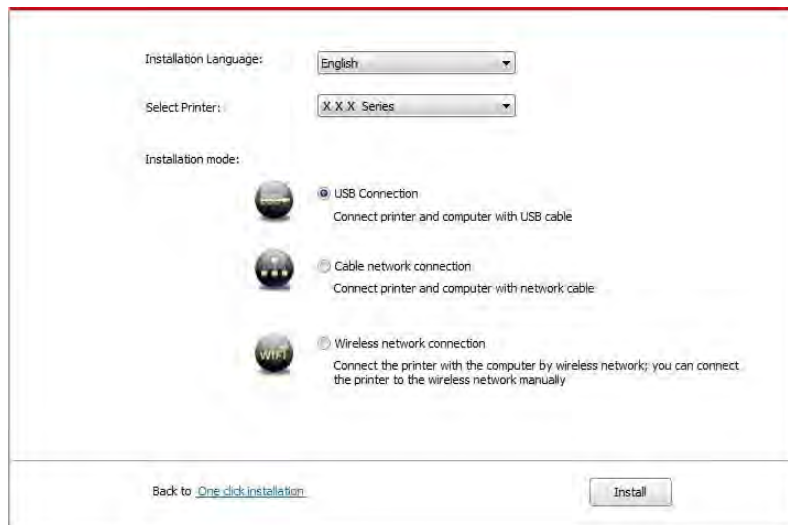 Installation Language:
English
Select Printer:
X X X Series
Installation mode:
USB Connection
Connect printer and computer with USB cable
Cable network connection
Connect printer and computer with network cable
WIFI
Wireless network connection
Connect the printer with the computer by wireless network; you can connect
the printer to the wireless network manually
Back to One click installation
Install